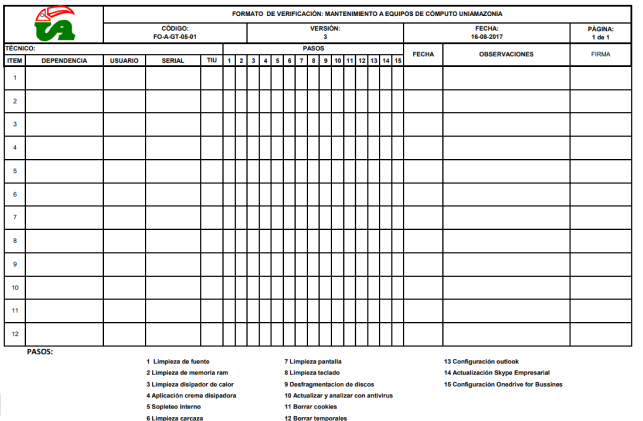 FORMATO DE VERIFICACIÓN: MANTENIMIENTO A EQUIPOS DE CÓMPUTO UNIAMAZONIA
CÓDIGO: VERSIÓN: FECHA: PÁGINA:
FO-A-GT-05-01 3 16-08-2017 1 de 1
TÉCNICO: PASOS FECHA OBSERVACIONES FIRMA
ITEM DEPENDENCIA USUARIO SERIAL TIU 1 2 3 4 5 6 7 8 9 10 11 12 13 14 15
1
2
3
4
5
6
7
8
9
10
11
12
PASOS:
1 Limpieza de fuente 7 Limpieza pantalla 13 Configuración outlook
2 Limpieza de memoria ram 8 Limpieza teclado 14 Actualización Skype Empresarial
3 Limpieza disipador de calor 9 Desfragmentacion de discos 15 Configuración Onedrive for Bussines
4 Aplicación crema disipadora 10 Actualizar y analizar con antivirus
5 Sopleteo interno 11 Borrar cookies
6 Limpieza carcaza 12 Borrar temporales